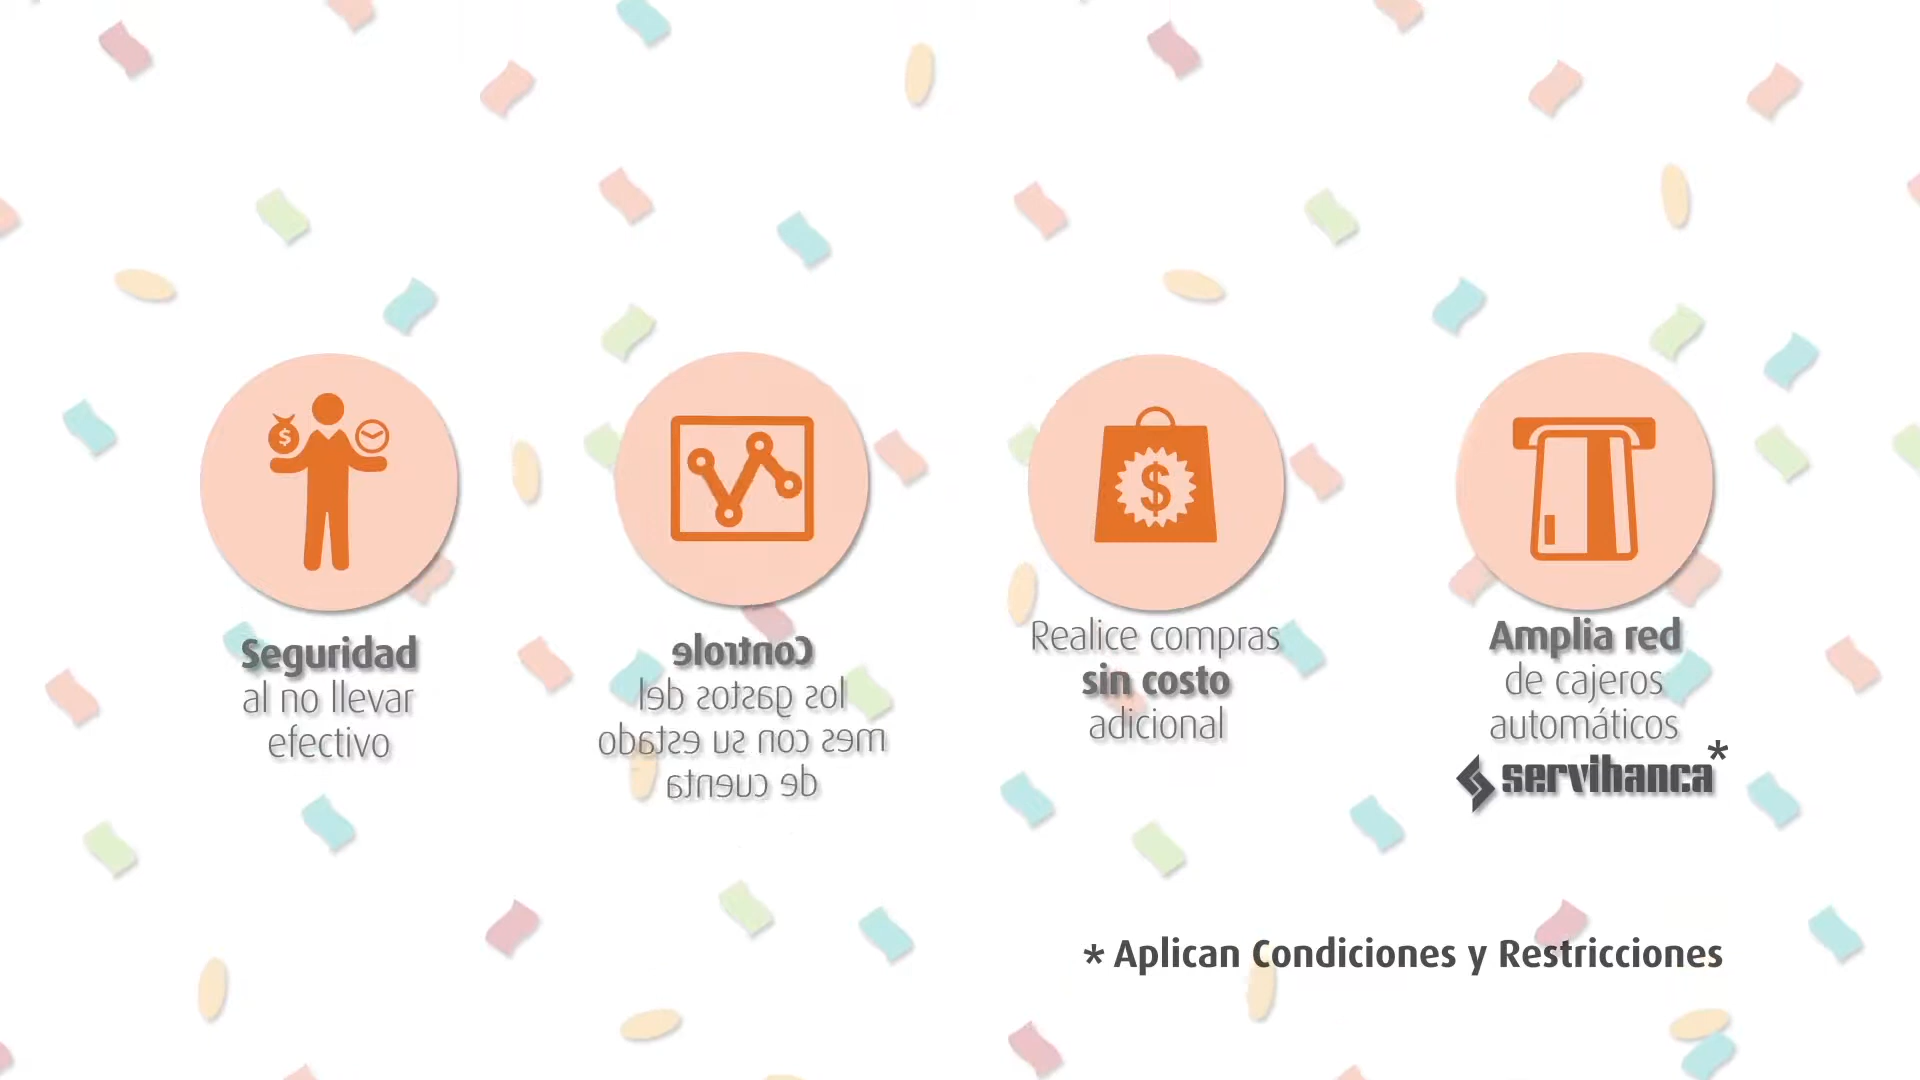 Seguridad
al no llevar
efectivo
Controle
los gastos del
mes con su estado
de cuenta
Realice compras
sin costo
adicional
Amplia red
de cajeros
automáticos
servibanca*
* Aplican Condiciones y Restricciones